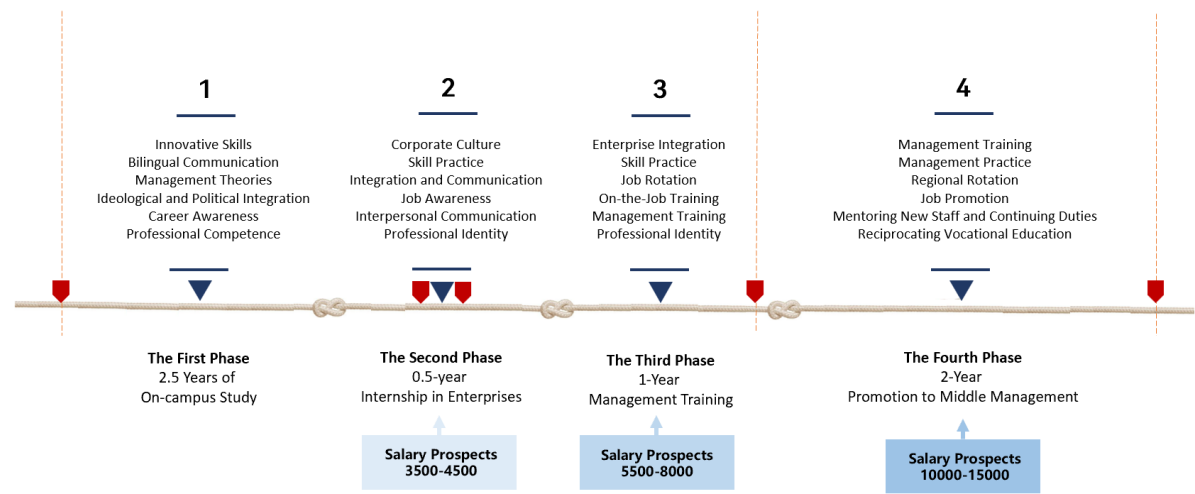 1
Innovative Skills
Bilingual Communication
Management Theories
Ideological and Political Integration
Career Awareness
Professional Competence
2
Corporate Culture
Skill Practice
Integration and Communication
Job Awareness
Interpersonal Communication
Professional Identity
3
Enterprise Integration
Skill Practice
Job Rotation
On-the-Job Training
Management Training
Professional Identity
4
Management Training
Management Practice
Regional Rotation
Job Promotion
Mentoring New Staff and Continuing Duties
Reciprocating Vocational Education
The First Phase
2.5 Years of
On-campus Study
The Second Phase
0.5-year
Internship in Enterprises
Salary Prospects
3500-4500
The Third Phase
1-Year
Management Training
Salary Prospects
5500-8000
The Fourth Phase
2-Year
Promotion to Middle Management
Salary Prospects
10000-15000